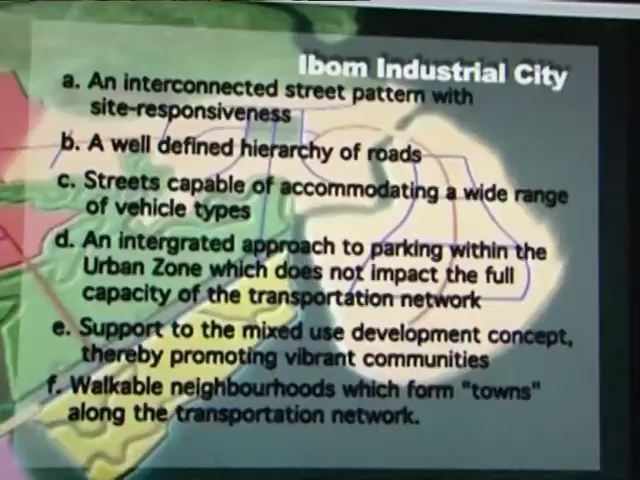 Ibom Industrial City
a. An interconnected street pattern with
site-responsiveness
b. A well defined hierarchy of roads
c. Streets capable of accommodating a wide range
of vehicle types
d. An intergrated approach to parking within the
Urban Zone which does not impact the full
capacity of the transportation network
e. Support to the mixed use development concept,
thereby promoting vibrant communities
f. Walkable neighbourhoods which form "towns"
along the transportation network.